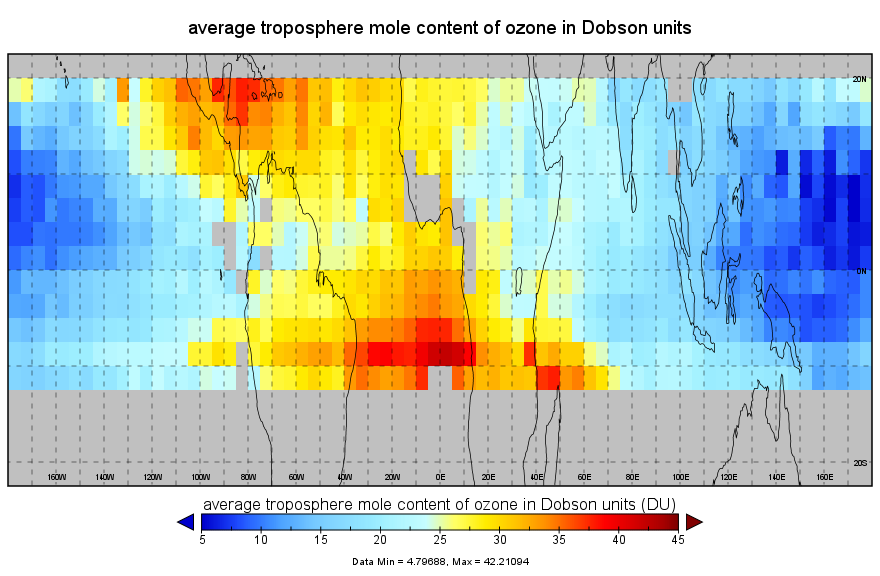 average troposphere mole content of ozone in Dobson units
20N
0N
20S
160W 140W 120W 100W 80W 60W 40W 20W 0E 20E 40E 60E 80E 100E 120E 140E 160E
average troposphere mole content of ozone in Dobson units (DU)
5 10 15 20 25 30 35 40 45
Data Min = 4.79688, Max = 42.21094